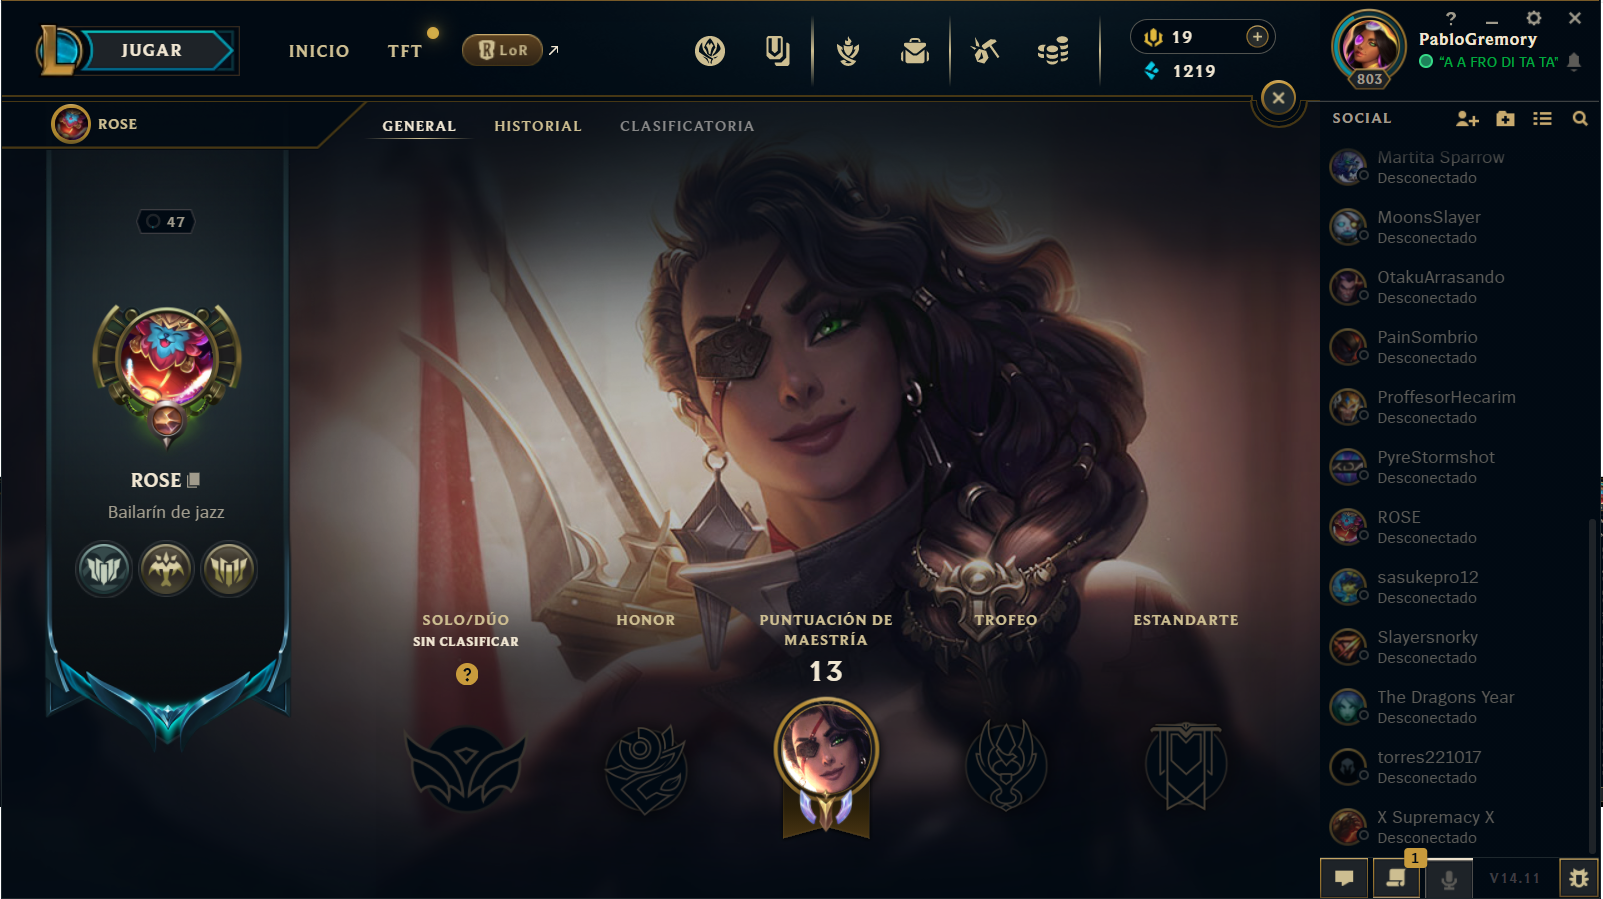 JUGAR
INICIO
TFT
LoR
19
1219
PabloGremory
"A A FRO DI TA TA"
803
ROSE
GENERAL
HISTORIAL
CLASIFICATORIA
SOCIAL
47
ROSE
Bailarín de jazz
SOLO/DÚO
SIN CLASIFICAR
?
HONOR
PUNTUACIÓN DE
MAESTRÍA
13
TROFEO
ESTANDARTE
Martita Sparrow
Desconectado
MoonsSlayer
Desconectado
OtakuArrasando
Desconectado
PainSombrio
Desconectado
ProffesorHecarim
Desconectado
PyreStormshot
Desconectado
ROSE
Desconectado
sasukepro12
Desconectado
Slayersnorky
Desconectado
The Dragons Year
Desconectado
torres221017
Desconectado
X Supremacy X
Desconectado
1
V14.11